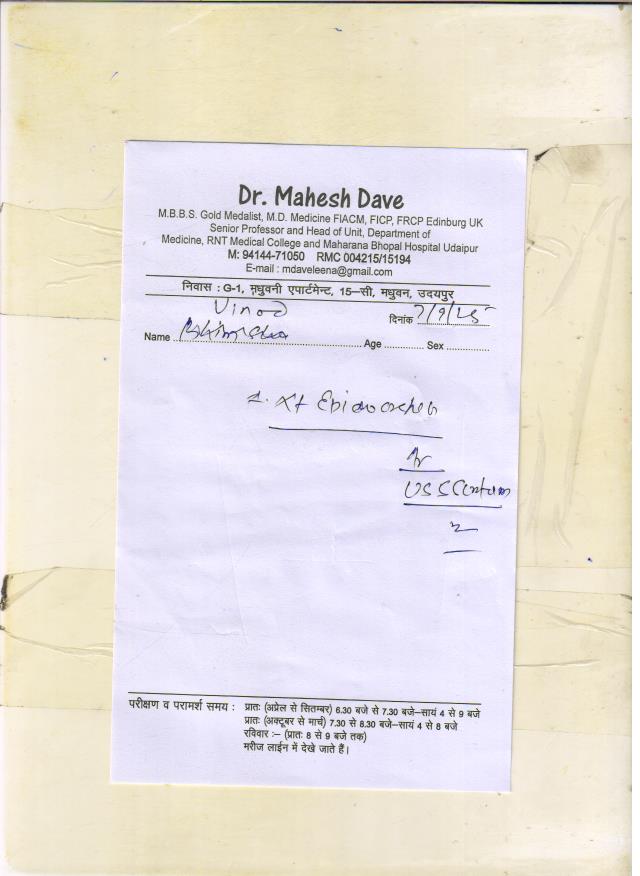 Dr. Mahesh Dave
M.B.B.S. Gold Medalist, M.D. Medicine FIACM, FICP, FRCP Edinburg UK
Senior Professor and Head of Unit, Department of
Medicine, RNT Medical College and Maharana Bhopal Hospital Udaipur
M: 94144-71050 RMC 004215/15194
E-mail : mdaveleena@gmail.com
निवास : G-1, मधुवनी एपार्टमेन्ट, 15–सी, मधुवन, उदयपुर
Vinod
दिनांक 7/9/25
Name Age Sex
परीक्षण व परामर्श समय : प्रातः (अप्रेल से सितम्बर) 6.30 बजे से 7.30 बजे–सायं 4 से 9 बजे
प्रातः (अक्टूबर से मार्च) 7.30 से 8.30 बजे–सायं 4 से 8 बजे
रविवार :– (प्रातः 8 से 9 बजे तक)
मरीज लाईन में देखे जाते हैं।